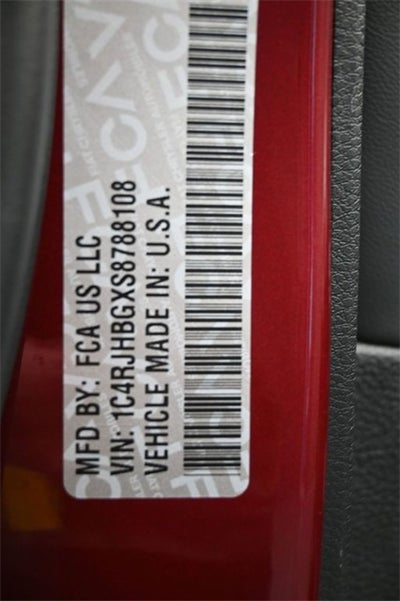 MFD BY: FCA US LLC
VIN: 1C4RJHBGXS8788108
VEHICLE MADE IN: U.S.A.